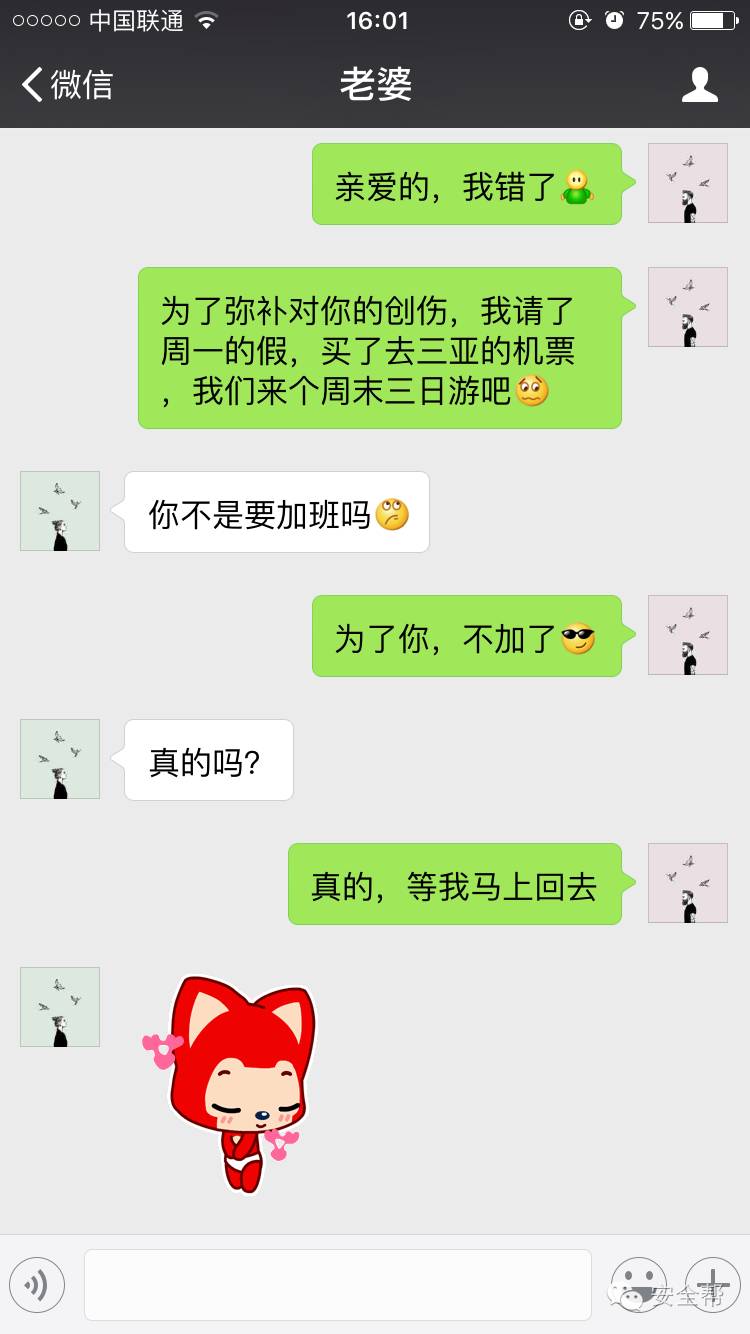 中国联通 16:01 75%
微信 老婆
亲爱的，我错了
为了弥补对你的创伤，我请了
周一的假，买了去三亚的机票
，我们来个周末三日游吧
你不是要加班吗
为了你，不加了
真的吗？
真的，等我马上回去
安全帮